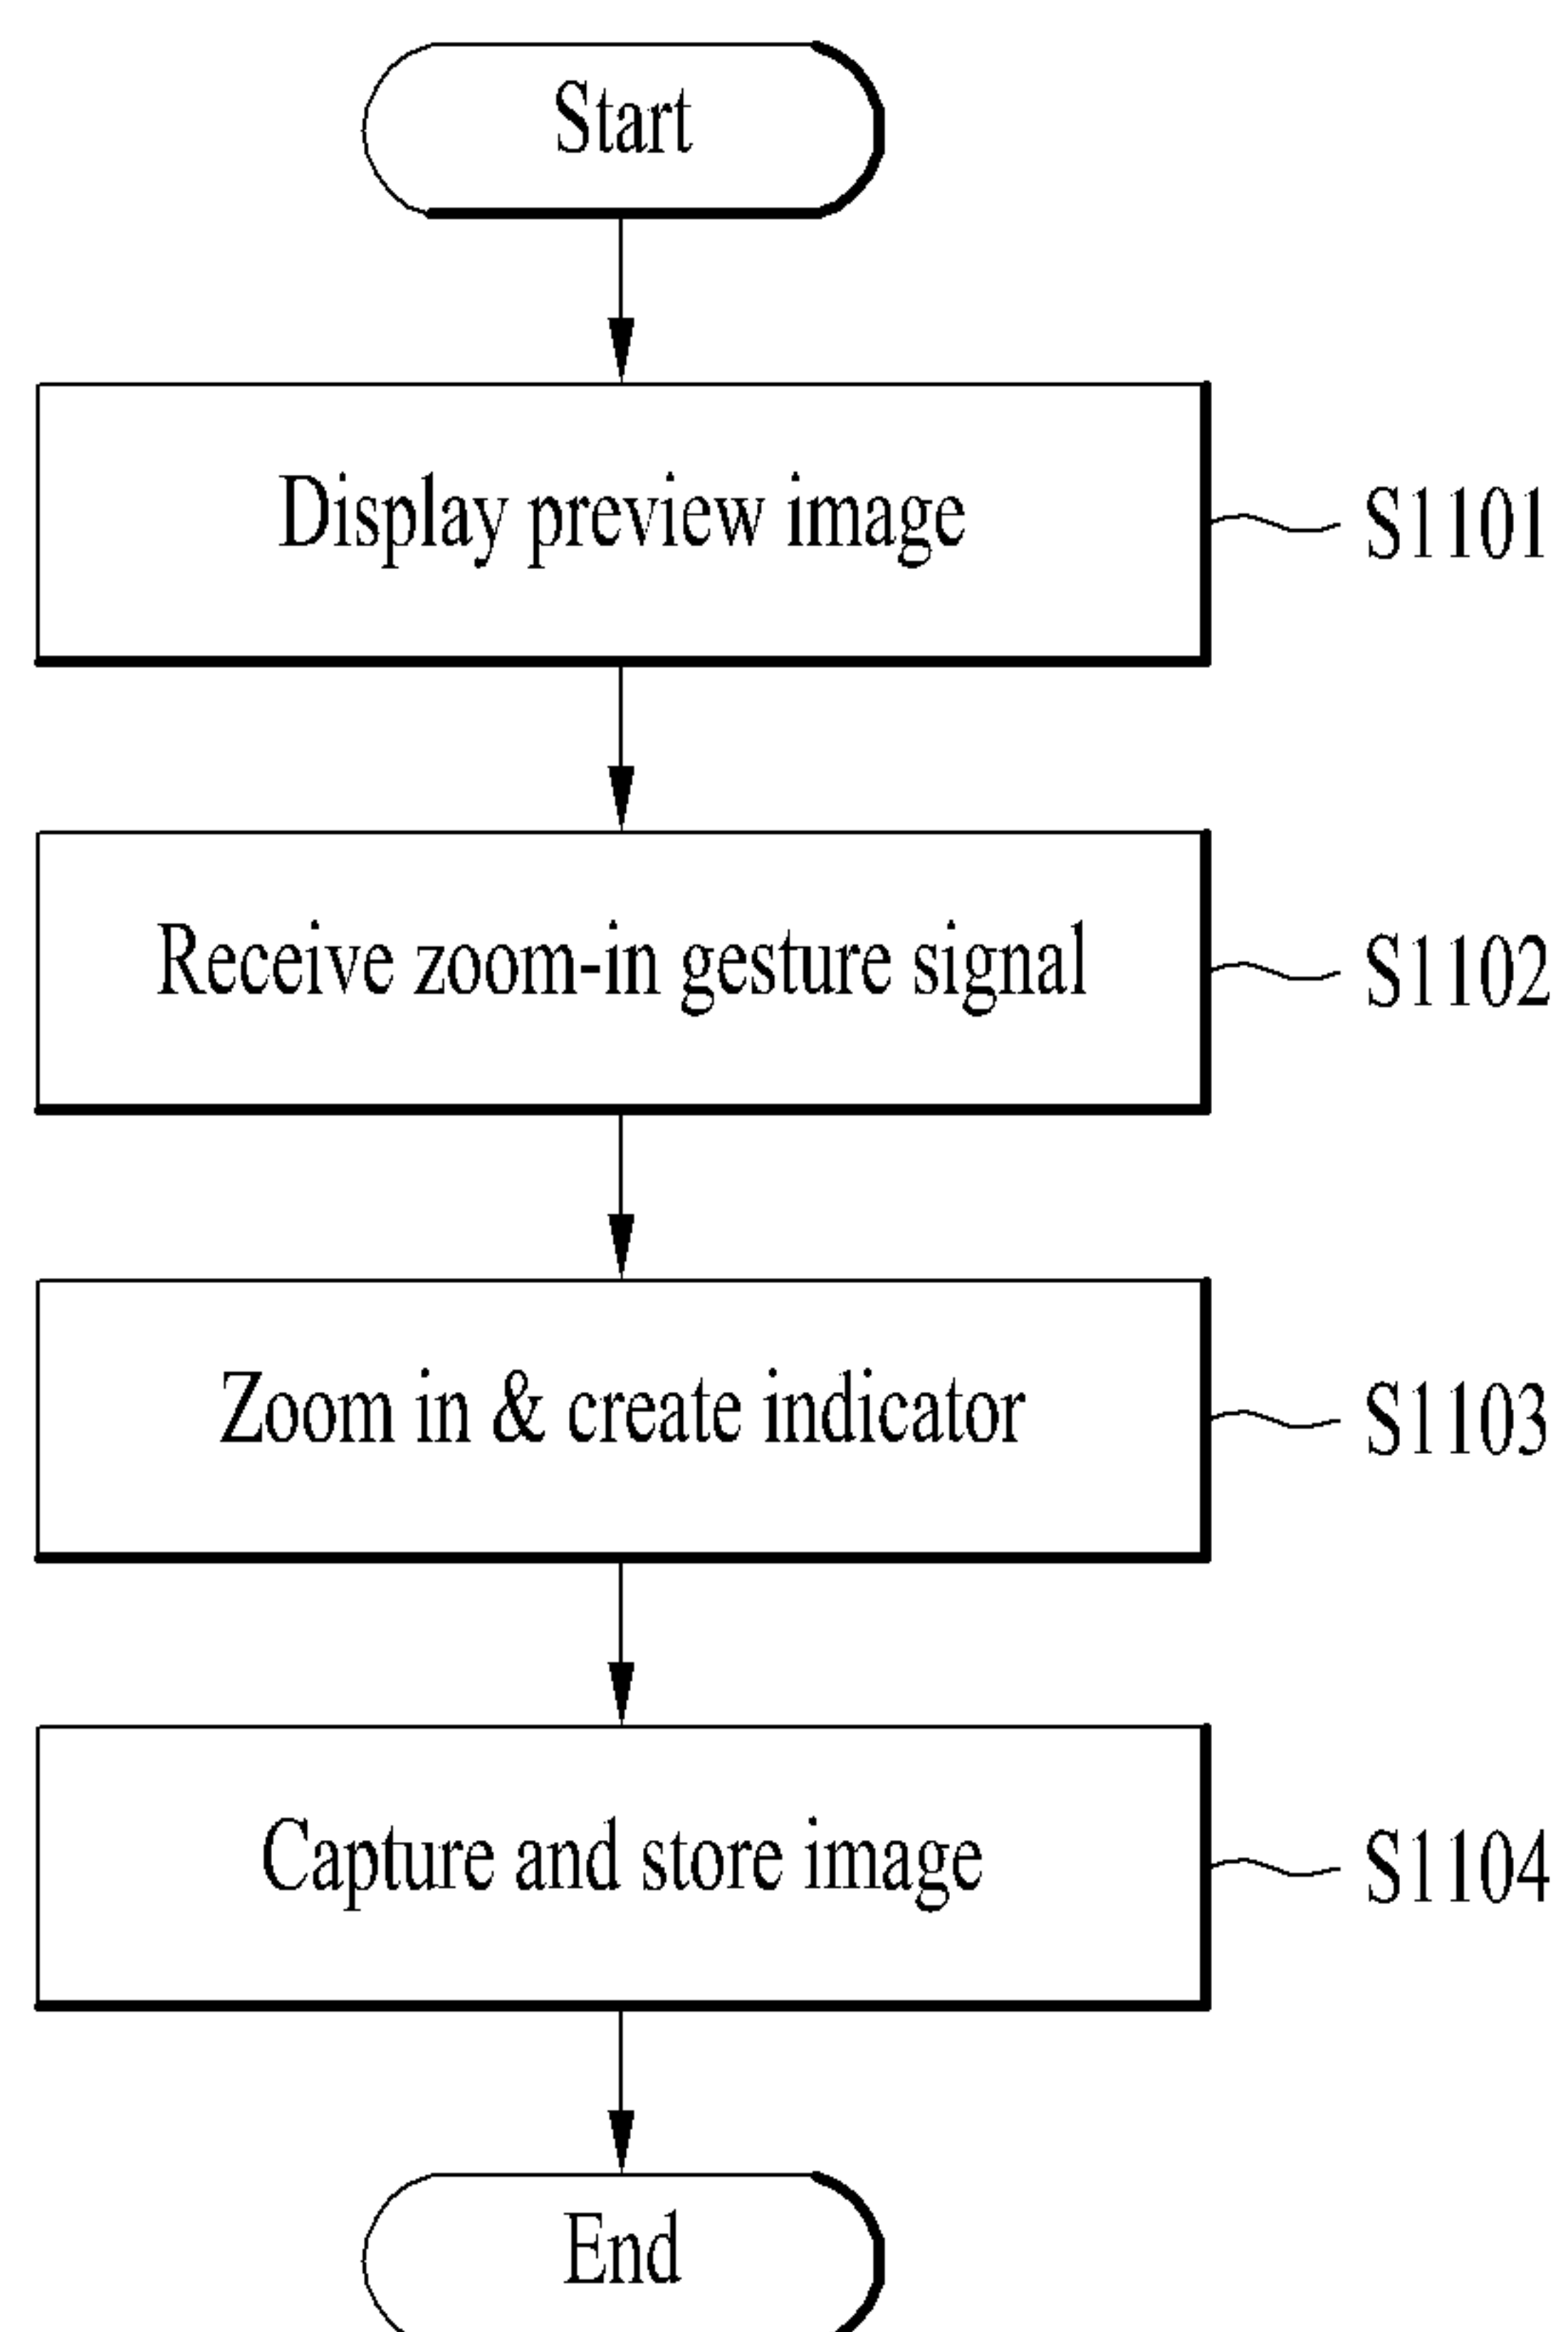 Start
Display preview image
S1101
Receive zoom-in gesture signal
S1102
Zoom in & create indicator
S1103
Capture and store image
S1104
End